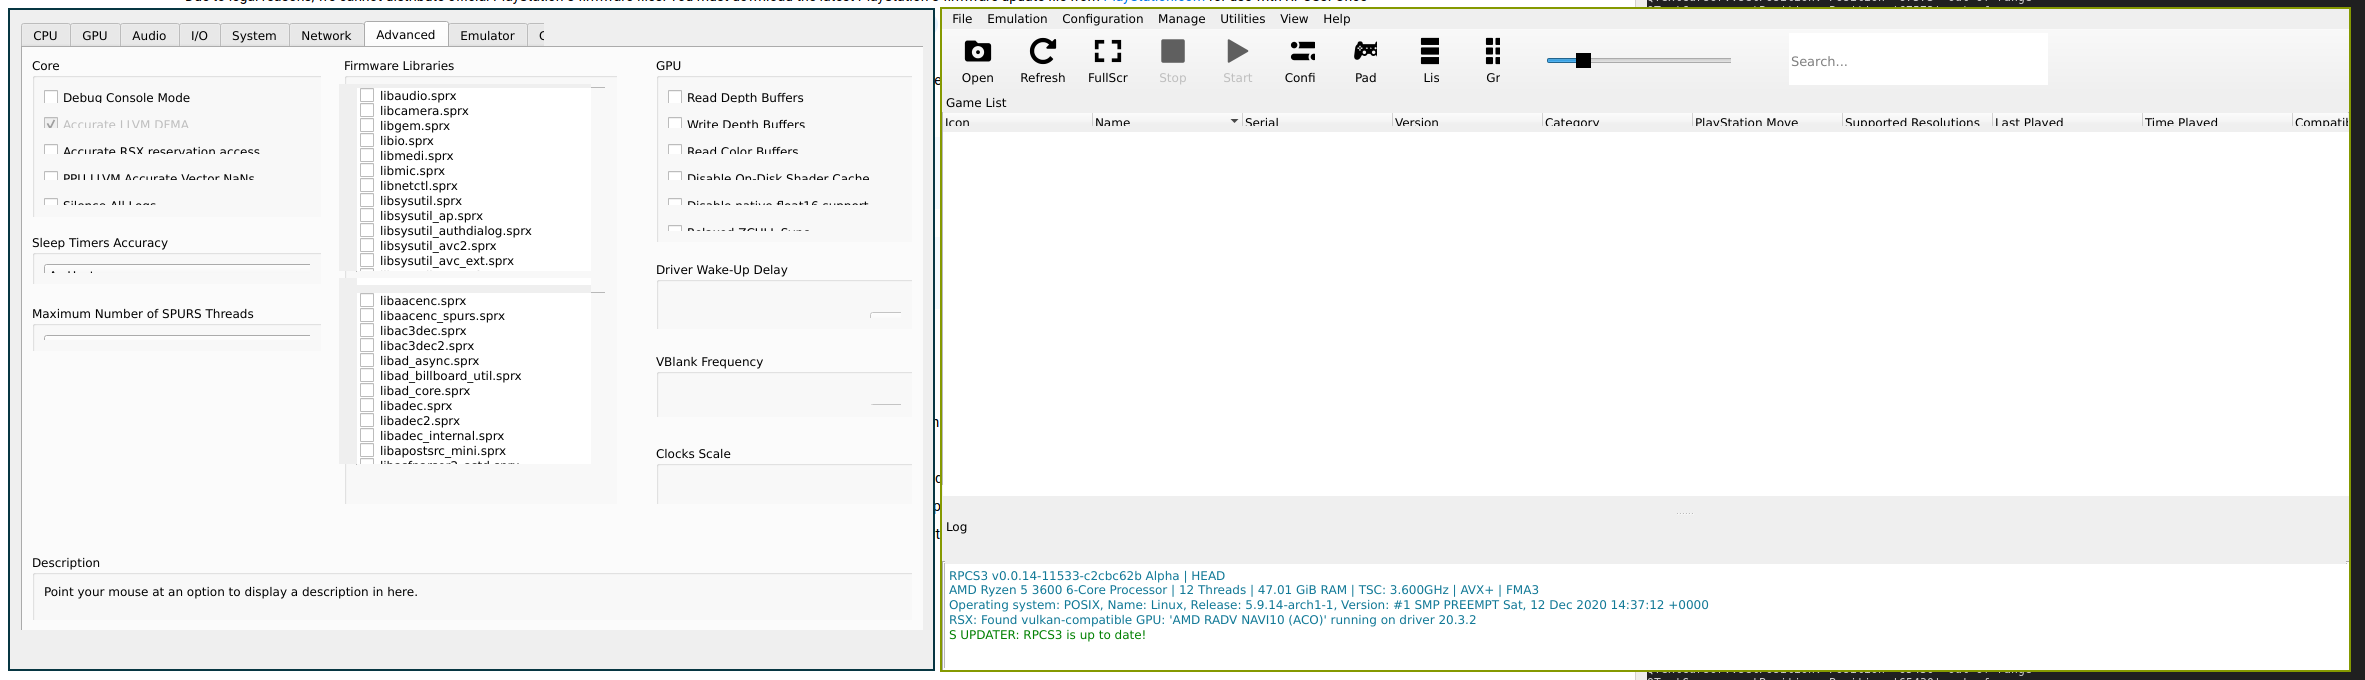 CPU GPU Audio I/O System Network Advanced Emulator
Core
Debug Console Mode
Accurate LLVM DFMA
Accurate RSX reservation access
PPU LLVM Accurate Vector NaNs
Silence All Logs
Sleep Timers Accuracy
Maximum Number of SPURS Threads
Firmware Libraries
libaudio.sprx
libcamera.sprx
libgem.sprx
libio.sprx
libmedi.sprx
libmic.sprx
libnetctl.sprx
libsysutil.sprx
libsysutil_ap.sprx
libsysutil_authdialog.sprx
libsysutil_avc2.sprx
libsysutil_avc_ext.sprx
libaacenc.sprx
libaacenc_spurs.sprx
libac3dec.sprx
libac3dec2.sprx
libad_async.sprx
libad_billboard_util.sprx
libad_core.sprx
libadec.sprx
libadec2.sprx
libadec_internal.sprx
libapostsrc_mini.sprx
GPU
Read Depth Buffers
Write Depth Buffers
Read Color Buffers
Disable On-Disk Shader Cache
Disable native float16 support
Relaxed ZCULL Sync
Driver Wake-Up Delay
VBlank Frequency
Clocks Scale
Description
Point your mouse at an option to display a description in here.
File Emulation Configuration Manage Utilities View Help
Open Refresh FullScr Stop Start Confi Pad Lis Gr
Search...
Game List
Icon Name Serial Version Category PlayStation Move Supported Resolutions Last Played Time Played Compatib
Log
RPCS3 v0.0.14-11533-c2cbc62b Alpha | HEAD
AMD Ryzen 5 3600 6-Core Processor | 12 Threads | 47.01 GiB RAM | TSC: 3.600GHz | AVX+ | FMA3
Operating system: POSIX, Name: Linux, Release: 5.9.14-arch1-1, Version: #1 SMP PREEMPT Sat, 12 Dec 2020 14:37:12 +0000
RSX: Found vulkan-compatible GPU: 'AMD RADV NAVI10 (ACO)' running on driver 20.3.2
S UPDATER: RPCS3 is up to date!